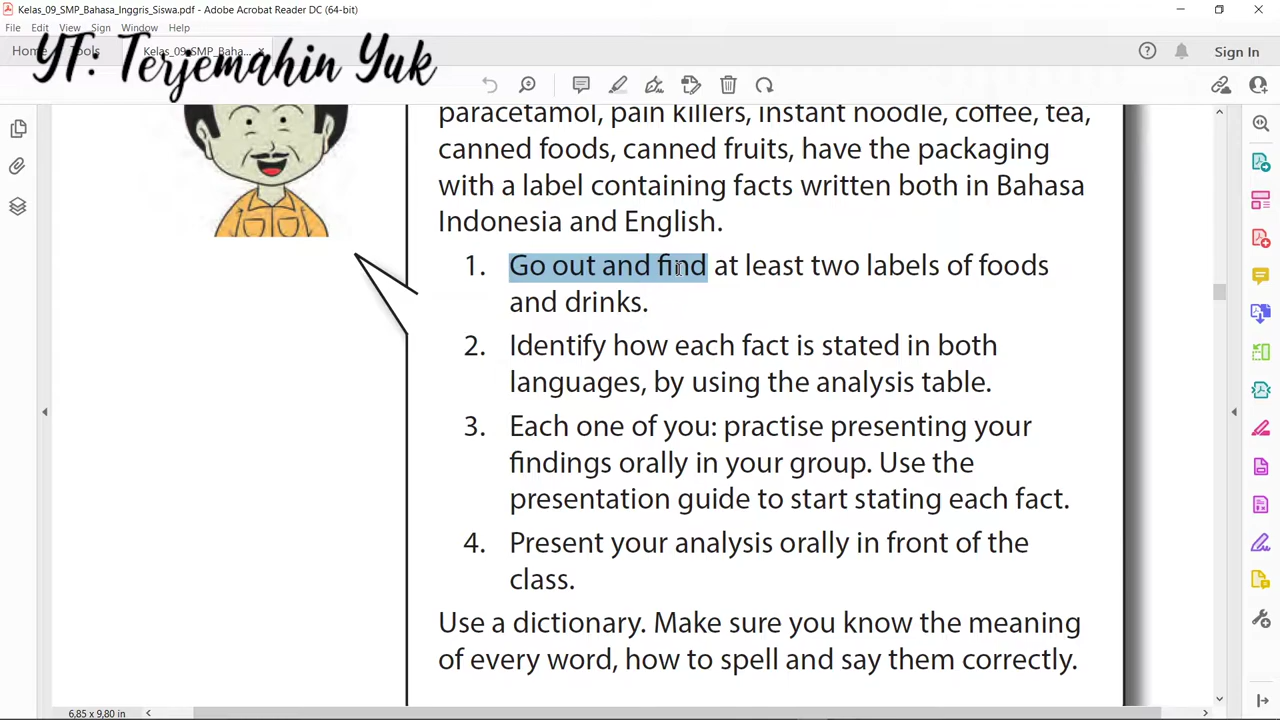 Kelas_09_SMP_Bahasa_Inggris_Siswa.pdf - Adobe Acrobat Reader DC (64-bit)
File Edit View Sign Window Help
Home Tools Kelas_09_SMP_Baha... × Sign In
YT: Terjemahin Yuk
paracetamol, pain killers, instant noodle, coffee, tea,
canned foods, canned fruits, have the packaging
with a label containing facts written both in Bahasa
Indonesia and English.
1. Go out and find at least two labels of foods
and drinks.
2. Identify how each fact is stated in both
languages, by using the analysis table.
3. Each one of you: practise presenting your
findings orally in your group. Use the
presentation guide to start stating each fact.
4. Present your analysis orally in front of the
class.
Use a dictionary. Make sure you know the meaning
of every word, how to spell and say them correctly.
6,85 x 9,80 in